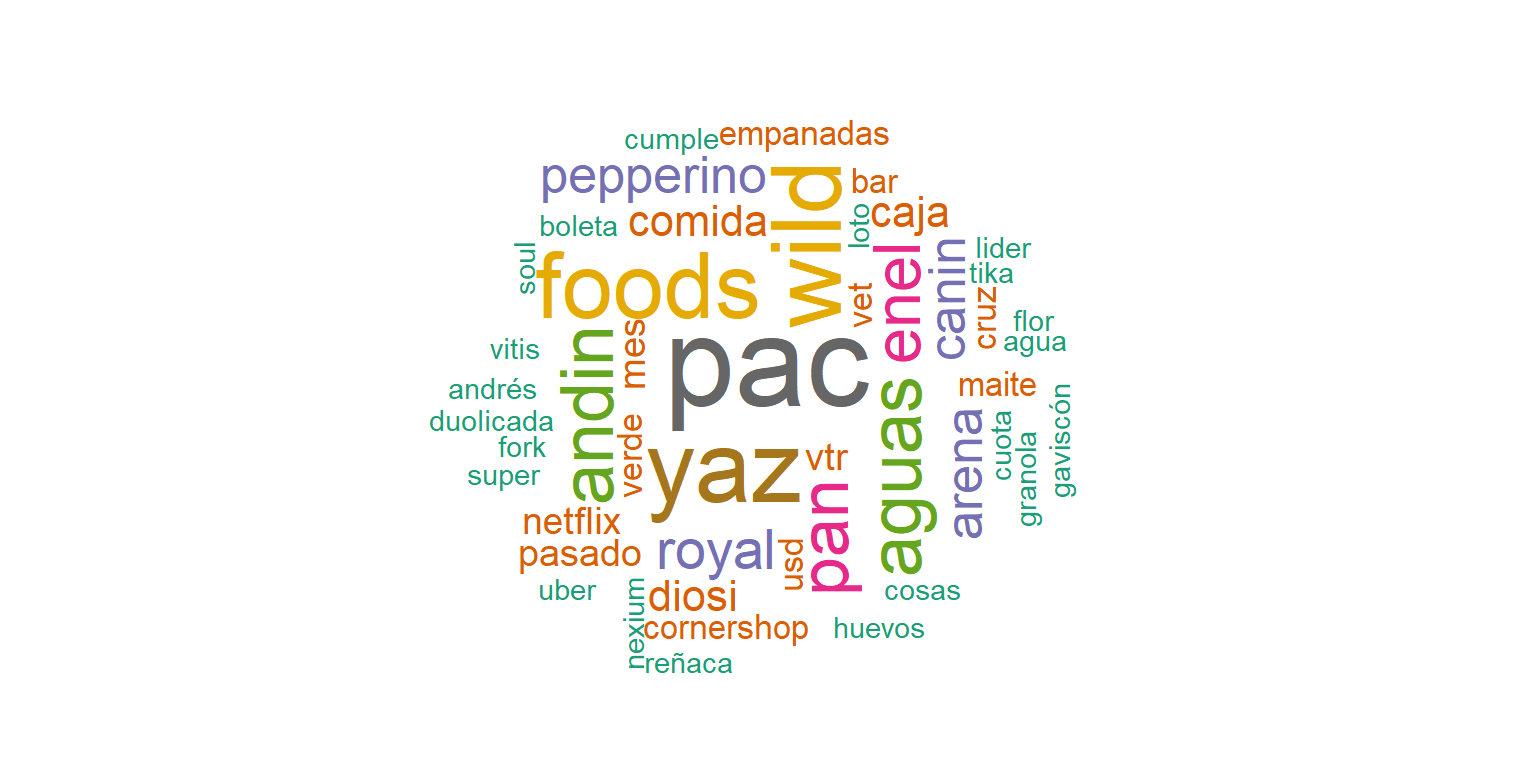 cumple
empanadas
pepperino
wild
bar
boleta
comida
loto
caja
soul
foods
vet
enel
canin
lider
tika
cruz
flor
agua
vitis
andin
mes
pac
andrés
maite
duolicada
fork
super
verde
yaz
vtr
aguas
arena
cuota
granola
gaviscón
netflix
pasado
royal
usd
pan
uber
nexium
diosi
cosas
cornershop
huevos
reñaca